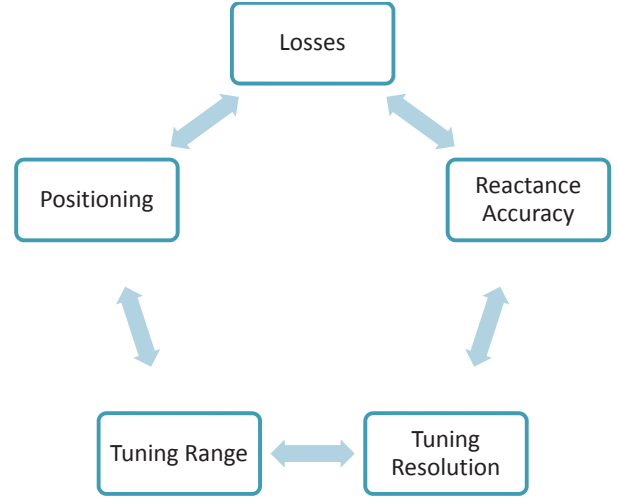 Losses
Positioning
Reactance
Accuracy
Tuning Range
Tuning
Resolution